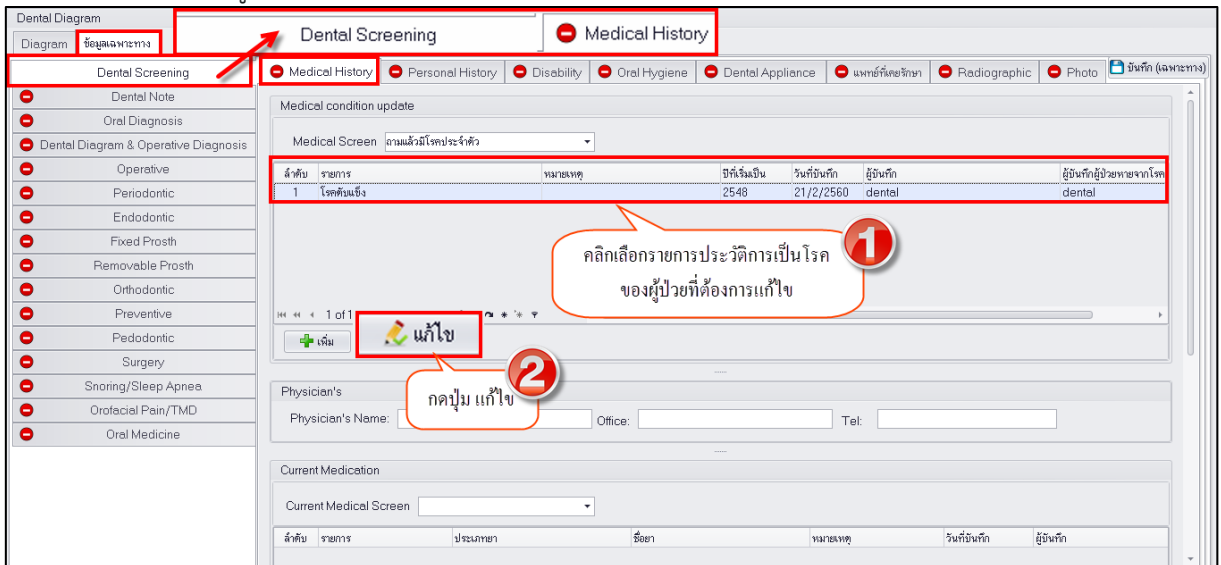 Dental Diagram
Diagram ข้อมูลเฉพาะทาง
Dental Screening Medical History
Dental Screening
Medical History Personal History Disability Oral Hygiene Dental Appliance แพทย์ที่เคยรักษา Radiographic Photo บันทึก (เฉพาะทาง)
Dental Note
Oral Diagnosis
Dental Diagram & Operative Diagnosis
Operative
Periodontic
Endodontic
Fixed Prosth
Removable Prosth
Orthodontic
Preventive
Pedodontic
Surgery
Snoring/Sleep Apnea
Orofacial Pain/TMD
Oral Medicine
Medical condition update
Medical Screen ถามแล้วมีโรคประจำตัว
ลำดับ รายการ หมายเหตุ ปีที่เริ่มเป็น วันที่บันทึก ผู้บันทึก ผู้บันทึกผู้ป่วยหายจากโรค
1 โรคตับแข็ง 2548 21/2/2560 dental dental
1
คลิกเลือกรายการประวัติการเป็นโรค
ของผู้ป่วยที่ต้องการแก้ไข
1 of 1
เพิ่ม แก้ไข
2
กดปุ่ม แก้ไข
Physician's
Physician's Name: Office: Tel:
Current Medication
Current Medical Screen
ลำดับ รายการ ประเภทยา ชื่อยา หมายเหตุ วันที่บันทึก ผู้บันทึก